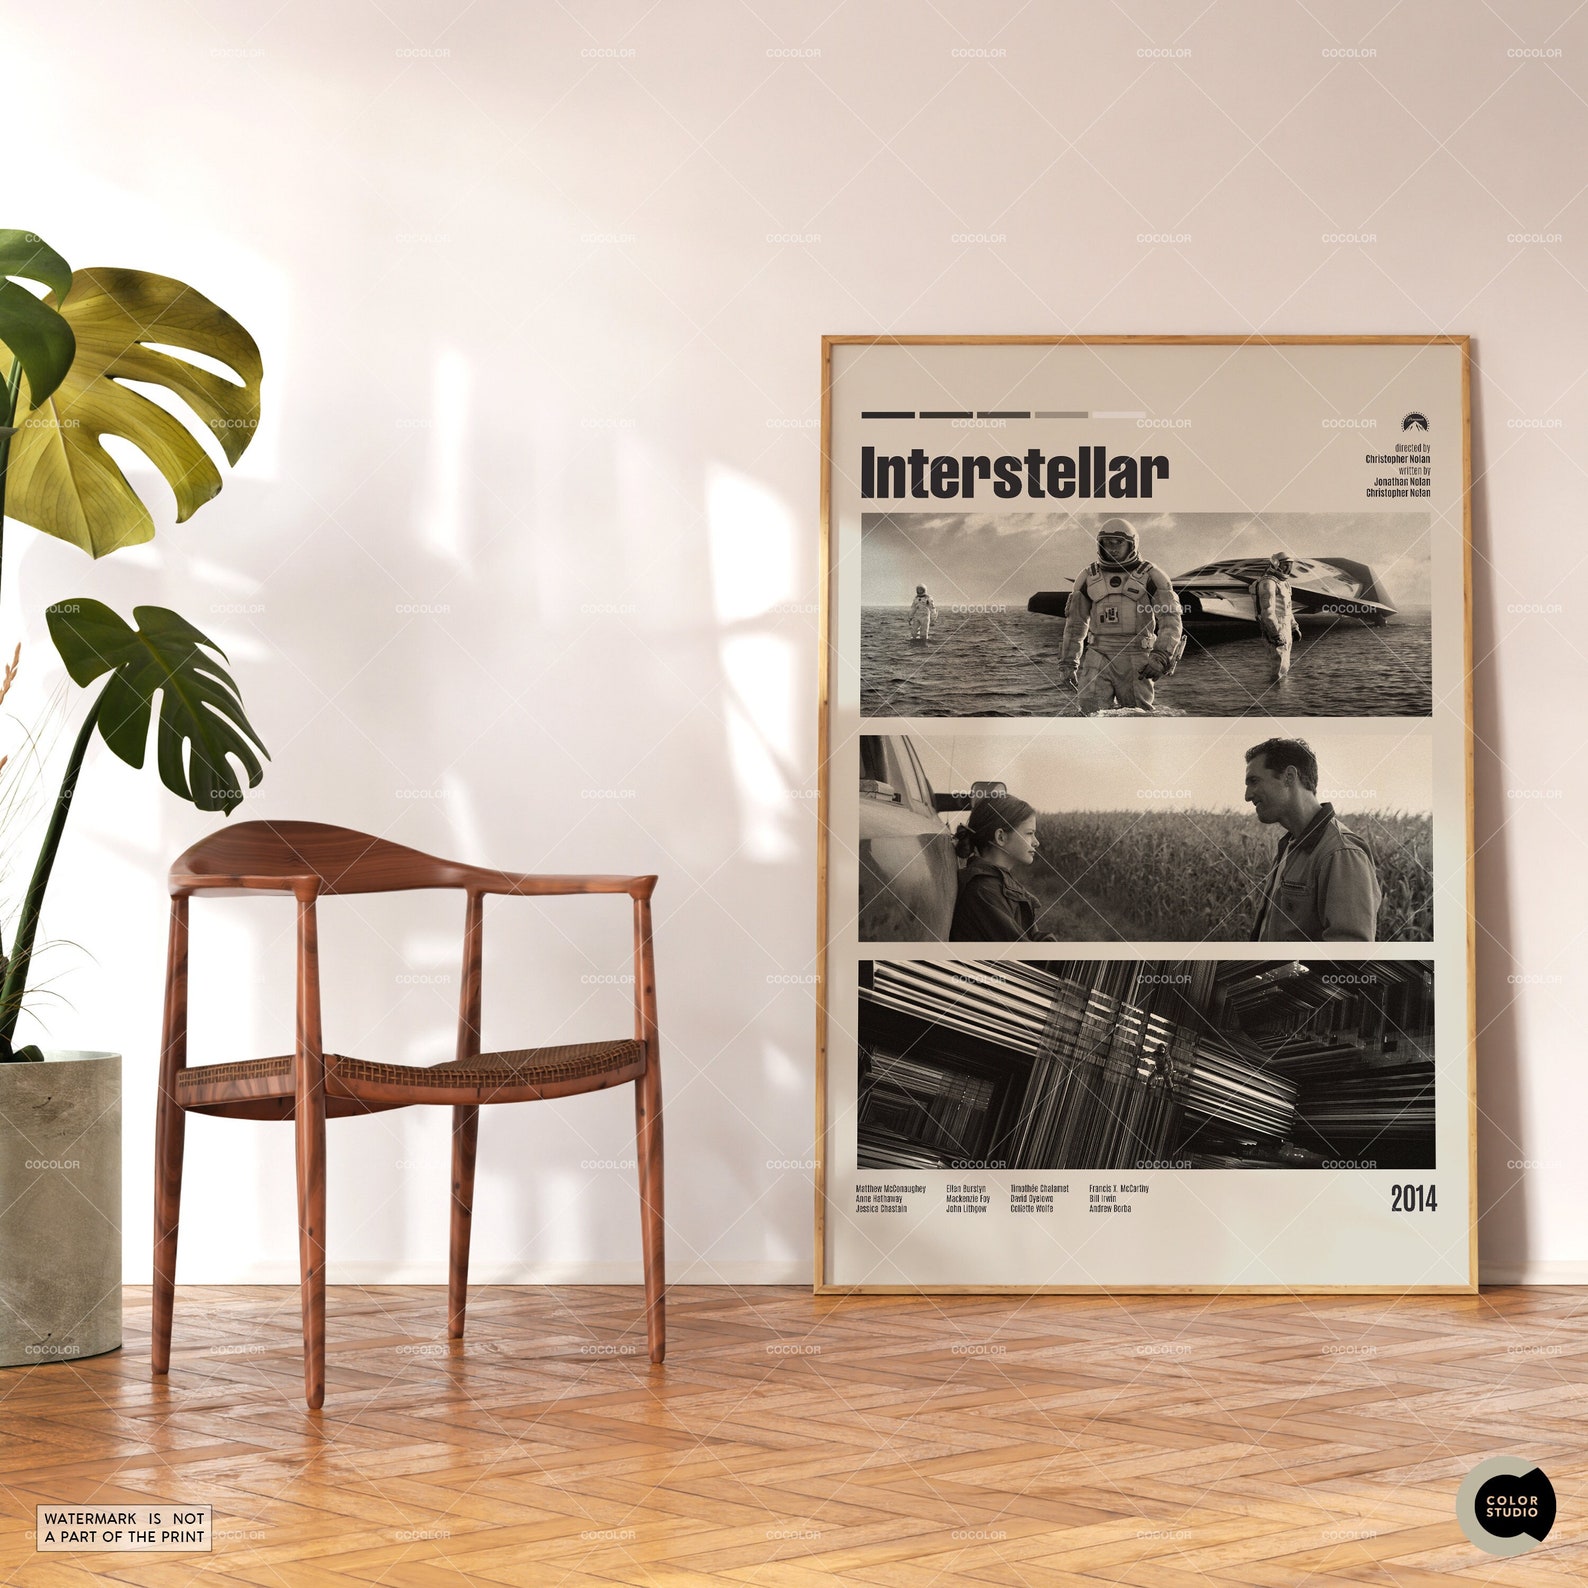 Interstellar
directed by
Christopher Nolan
written by
Jonathan Nolan
Christopher Nolan
Matthew McConaughey
Anne Hathaway
Jessica Chastain
Ellen Burstyn
Mackenzie Foy
John Lithgow
Timothée Chalamet
David Oyelowo
Collette Wolfe
Francis X. McCarthy
Bill Irwin
Andrew Borba
2014
WATERMARK IS NOT
A PART OF THE PRINT
COLOR
STUDIO
COCOLOR